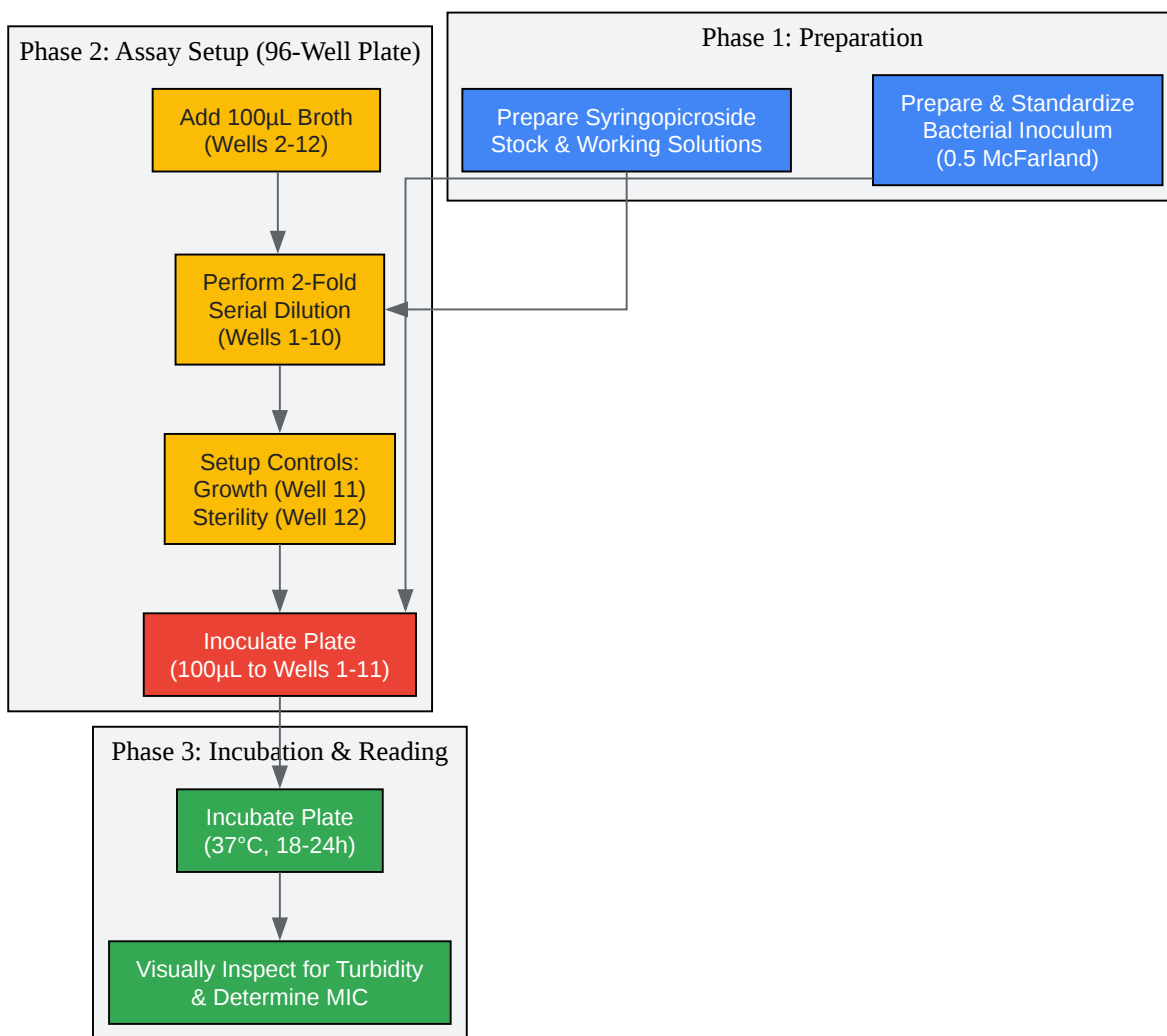 Phase 1: Preparation
Prepare Syringopicroside
Stock & Working Solutions
Prepare & Standardize
Bacterial Inoculum
(0.5 McFarland)
Phase 2: Assay Setup (96-Well Plate)
Add 100µL Broth
(Wells 2-12)
Perform 2-Fold
Serial Dilution
(Wells 1-10)
Setup Controls:
Growth (Well 11)
Sterility (Well 12)
Inoculate Plate
(100µL to Wells 1-11)
Phase 3: Incubation & Reading
Incubate Plate
(37°C, 18-24h)
Visually Inspect for Turbidity
& Determine MIC